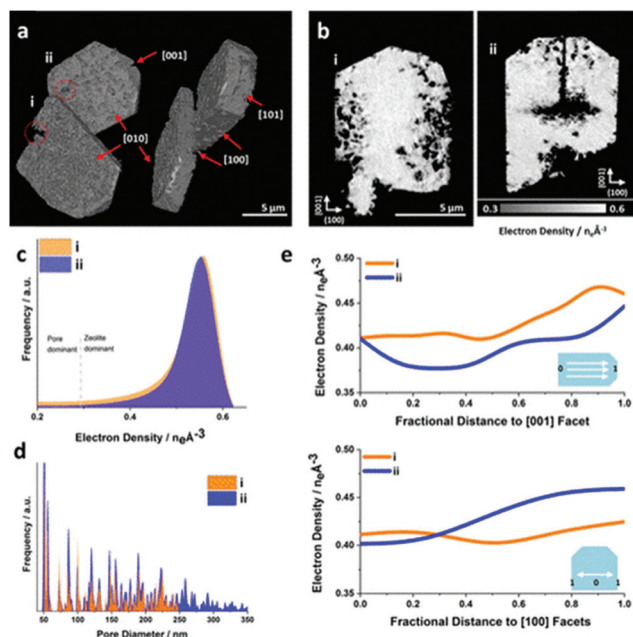 a
ii
[001]
i
[010]
[101]
[100]
5 μm
b
i
[001]
(100)
5 μm
ii
[001]
(100)
0.3 0.6
Electron Density / nₑÅ⁻³
c
i
ii
Frequency / a.u.
Pore dominant
Zeolite dominant
0.2 0.4 0.6
Electron Density / nₑÅ⁻³
d
i
ii
Frequency / a.u.
50 100 150 200 250 300 350
Pore Diameter / nm
e
i
ii
Electron Density / nₑÅ⁻³
0.50
0.45
0.40
0.35
0 1
0.0 0.2 0.4 0.6 0.8 1.0
Fractional Distance to [001] Facet
i
ii
Electron Density / nₑÅ⁻³
0.50
0.45
0.40
0.35
1 0 1
0.0 0.2 0.4 0.6 0.8 1.0
Fractional Distance to [100] Facets